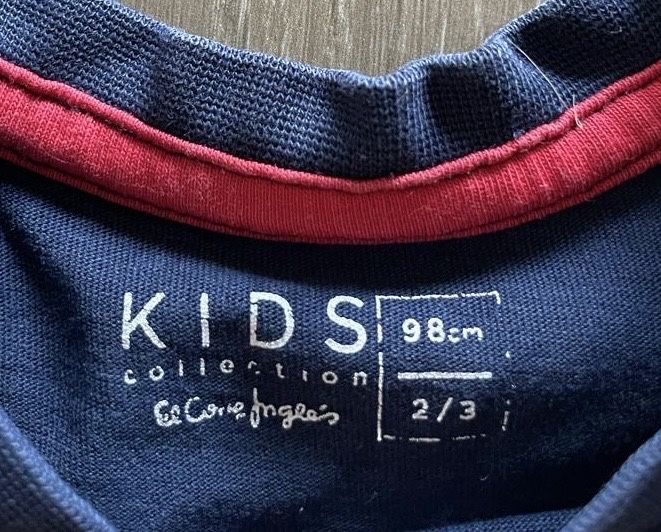 KIDS
collection
El Corte Inglés
98cm
2/3